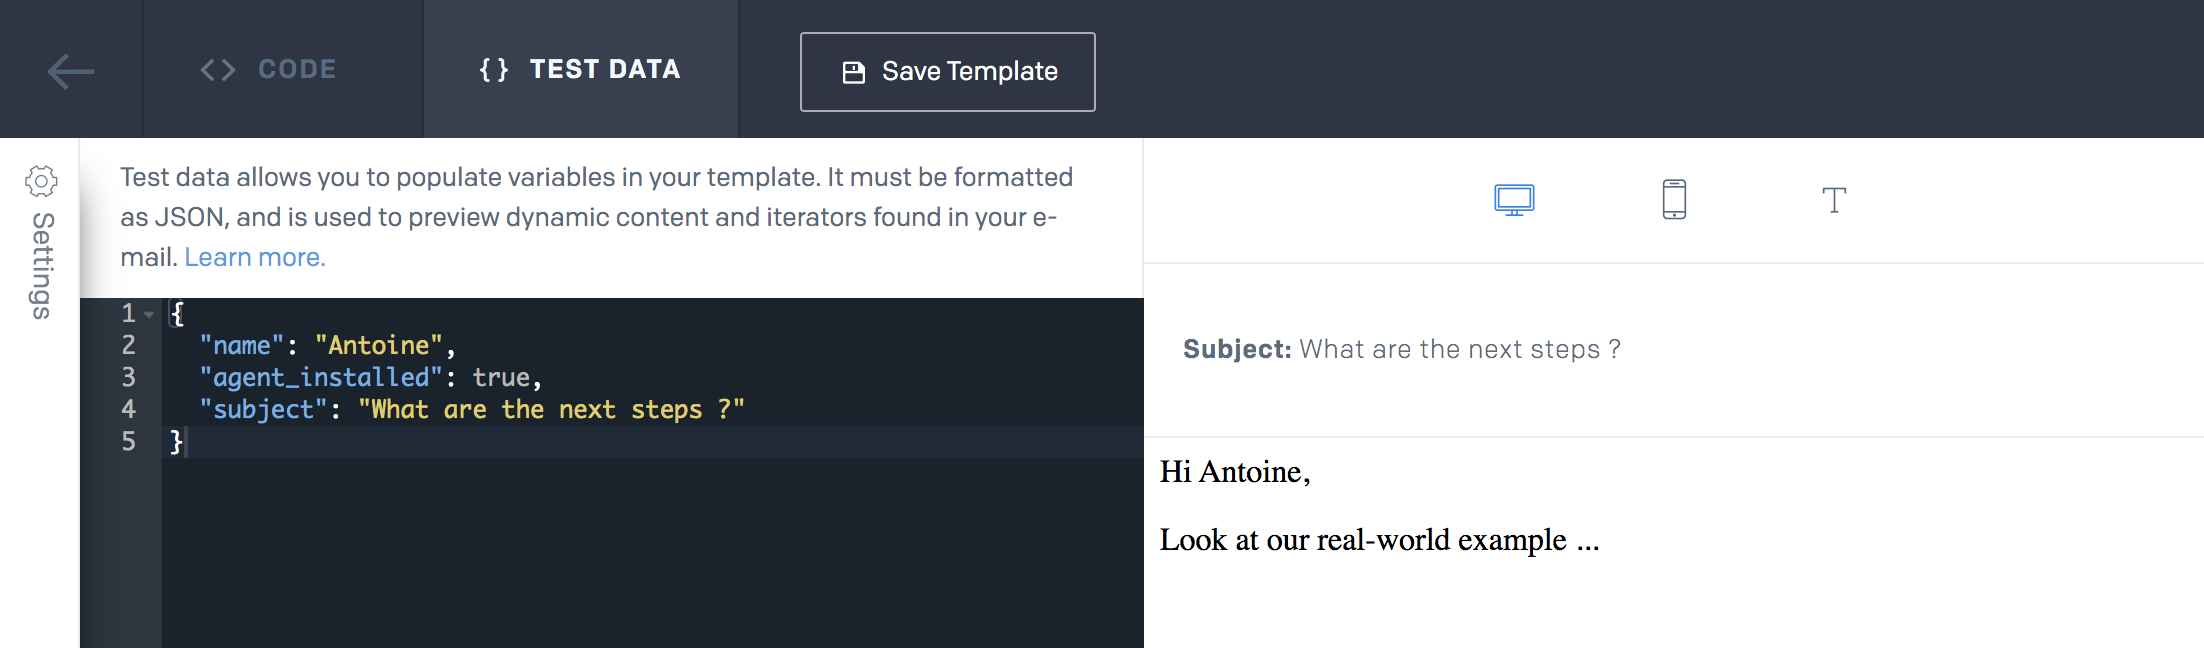 <> CODE
{ } TEST DATA
Save Template
Settings
Test data allows you to populate variables in your template. It must be formatted
as JSON, and is used to preview dynamic content and iterators found in your e-
mail. Learn more.
1 {
2 "name": "Antoine",
3 "agent_installed": true,
4 "subject": "What are the next steps ?"
5 }
T
Subject: What are the next steps ?
Hi Antoine,
Look at our real-world example ...